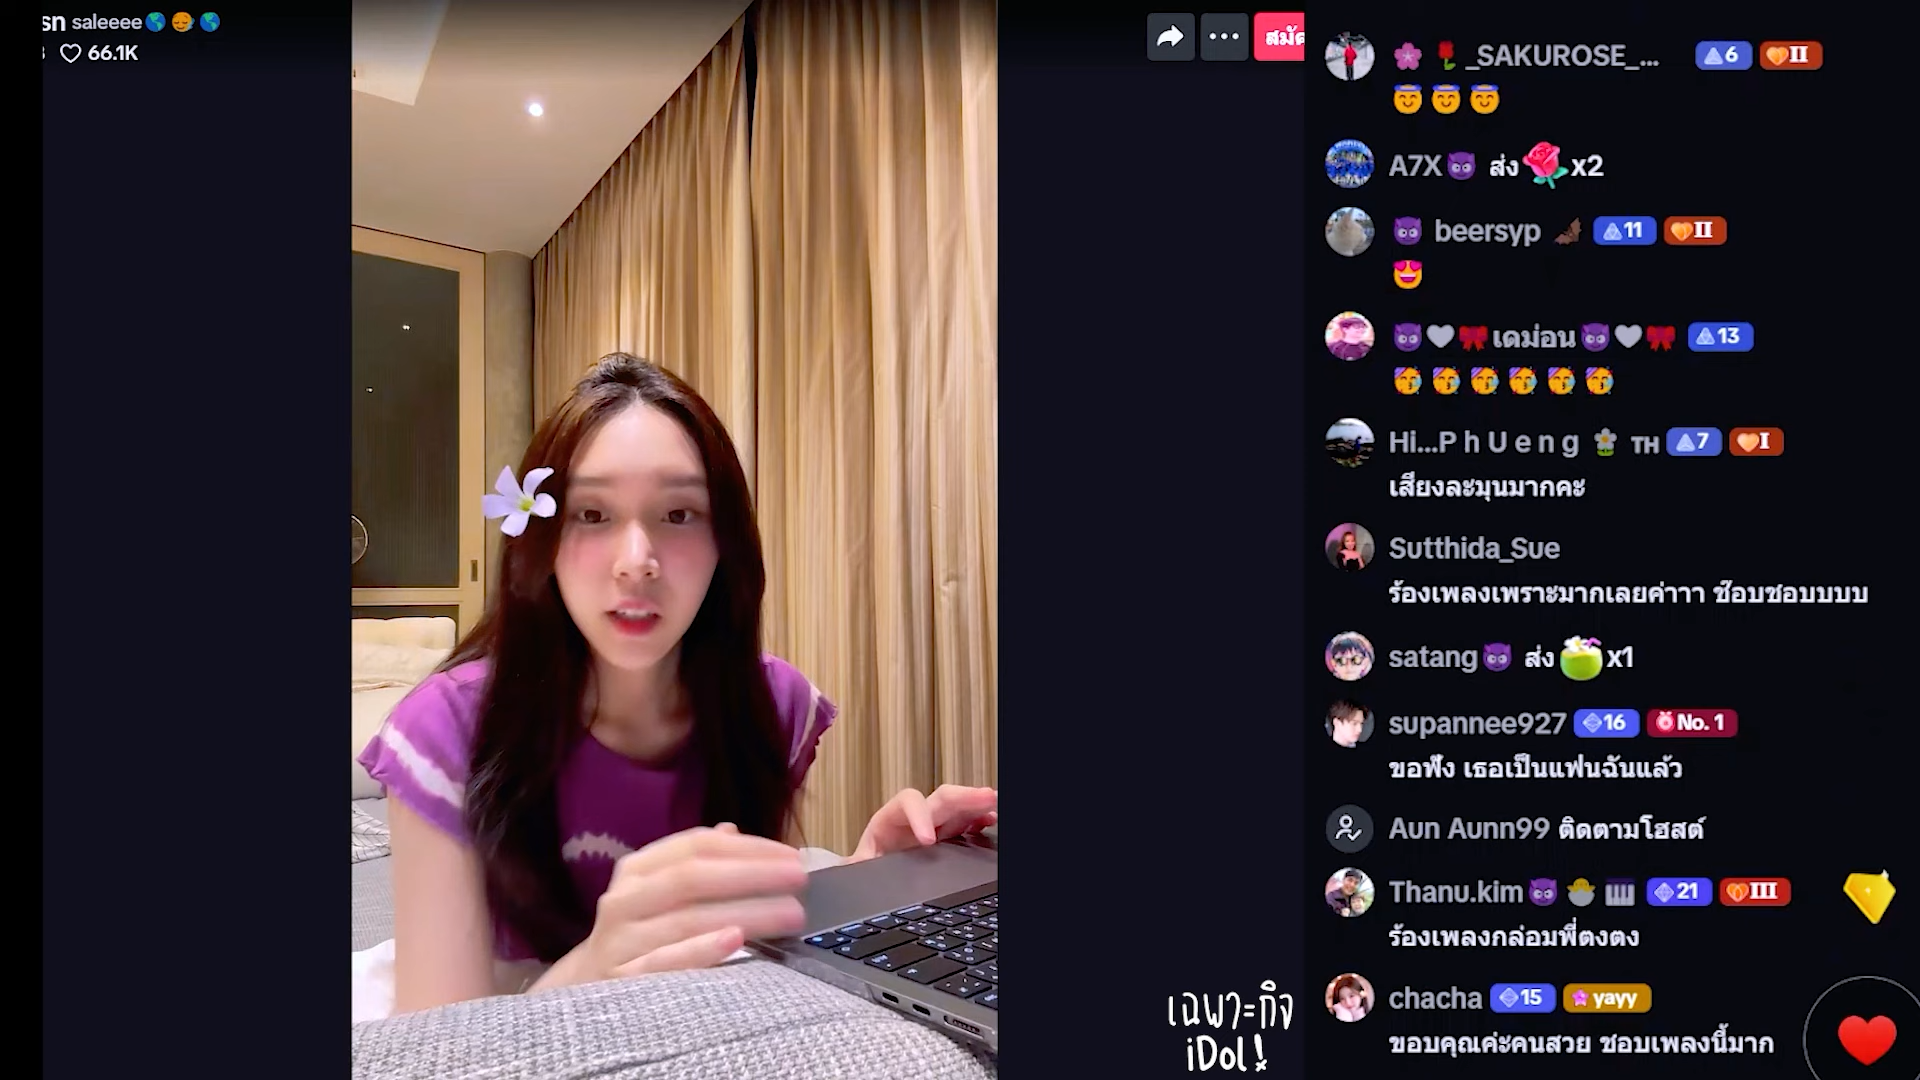 sn saleeee
66.1K
สมัค
_SAKUROSE_... 6 II
A7X ส่ง x2
beersyp 11 II
เดม่อน 13
Hi...P h U e n g TH 7 I
เสียงละมุนมากคะ
Sutthida_Sue
ร้องเพลงเพราะมากเลยค่าาา ช๊อบชอบบบบ
satang ส่ง x1
supannee927 16 No. 1
ขอฟัง เธอเป็นแฟนฉันแล้ว
Aun Aunn99 ติดตามโฮสต์
Thanu.kim 21 III
ร้องเพลงกล่อมพี่ตงตง
chacha 15 yayy
ขอบคุณค่ะคนสวย ชอบเพลงนี้มาก
เฉพาะกิจ
iDol!